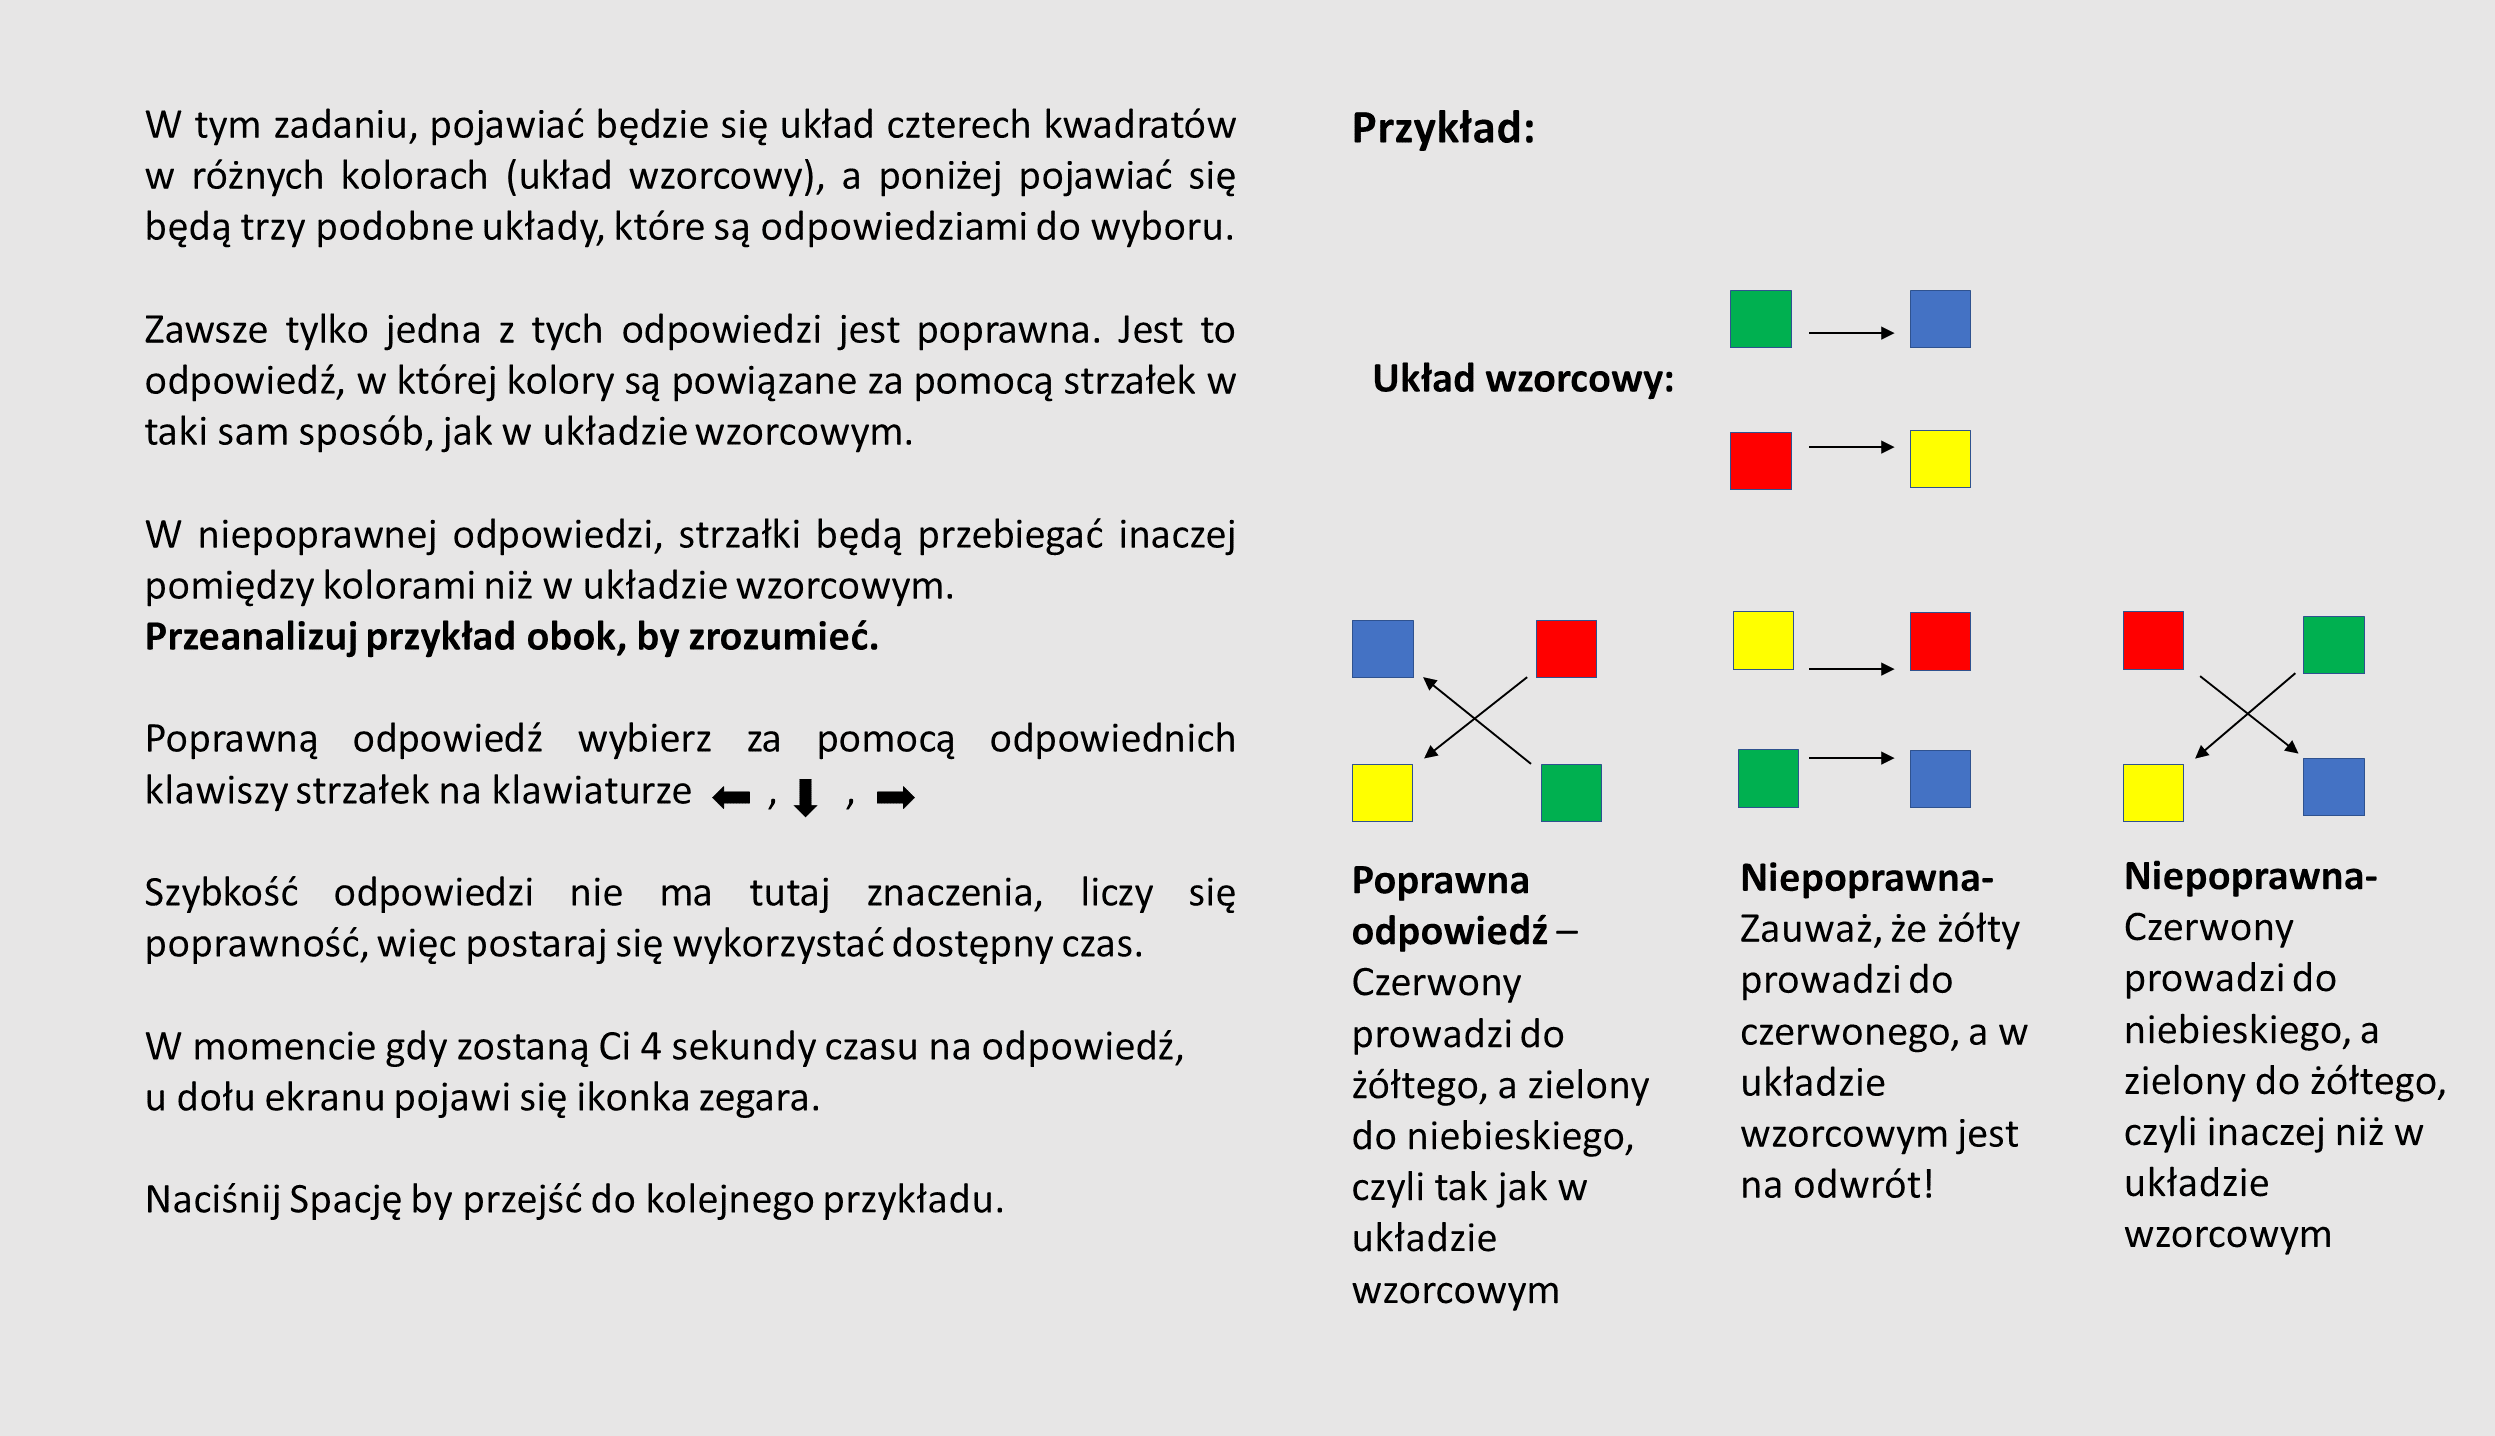 W tym zadaniu, pojawiać będzie się układ czterech kwadratów
w różnych kolorach (układ wzorcowy), a poniżej pojawiać się
będą trzy podobne układy, które są odpowiedziami do wyboru.
Zawsze tylko jedna z tych odpowiedzi jest poprawna. Jest to
odpowiedź, w której kolory są powiązane za pomocą strzałek w
taki sam sposób, jak w układzie wzorcowym.
W niepoprawnej odpowiedzi, strzałki będą przebiegać inaczej
pomiędzy kolorami niż w układzie wzorcowym.
Przeanalizuj przykład obok, by zrozumieć.
Poprawną odpowiedź wybierz za pomocą odpowiednich
klawiszy strzałek na klawiaturze ⬅ , ⬇ , ➡
Szybkość odpowiedzi nie ma tutaj znaczenia, liczy się
poprawność, więc postaraj się wykorzystać dostępny czas.
W momencie gdy zostaną Ci 4 sekundy czasu na odpowiedź,
u dołu ekranu pojawi się ikonka zegara.
Naciśnij Spację by przejść do kolejnego przykładu.
Przykład:
Układ wzorcowy:
Poprawna
odpowiedź –
Czerwony
prowadzi do
żółtego, a zielony
do niebieskiego,
czyli tak jak w
układzie
wzorcowym
Niepoprawna-
Zauważ, że żółty
prowadzi do
czerwonego, a w
układzie
wzorcowym jest
na odwrót!
Niepoprawna-
Czerwony
prowadzi do
niebieskiego, a
zielony do żółtego,
czyli inaczej niż w
układzie
wzorcowym